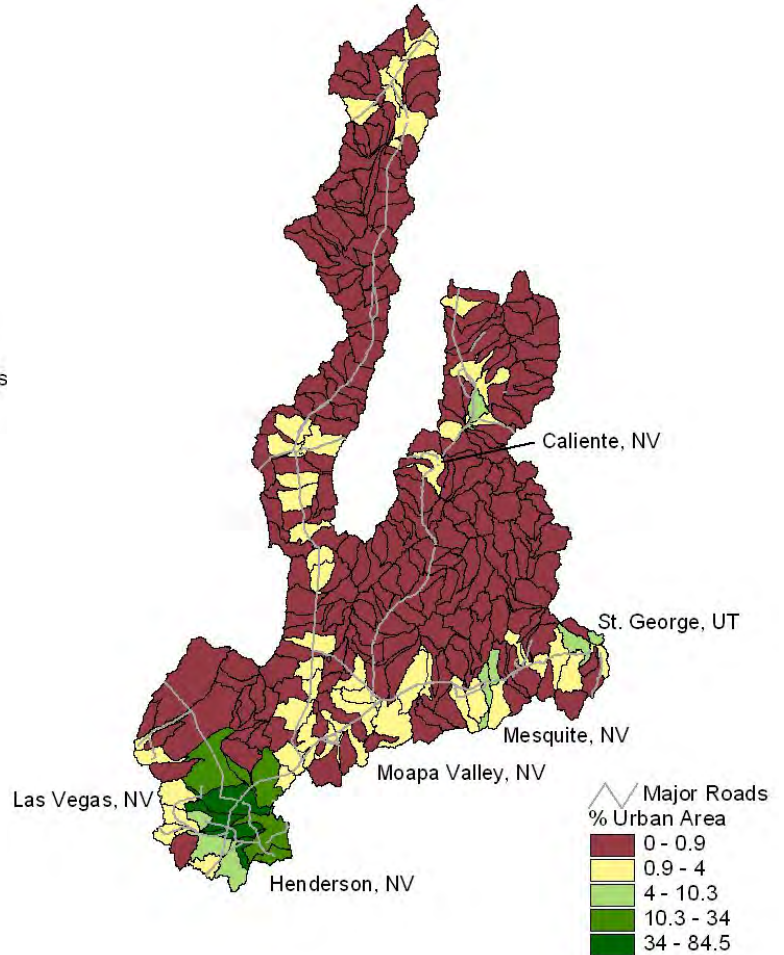 s
Caliente, NV
St. George, UT
Mesquite, NV
Moapa Valley, NV
Las Vegas, NV
Henderson, NV
Major Roads
% Urban Area
0 - 0.9
0.9 - 4
4 - 10.3
10.3 - 34
34 - 84.5